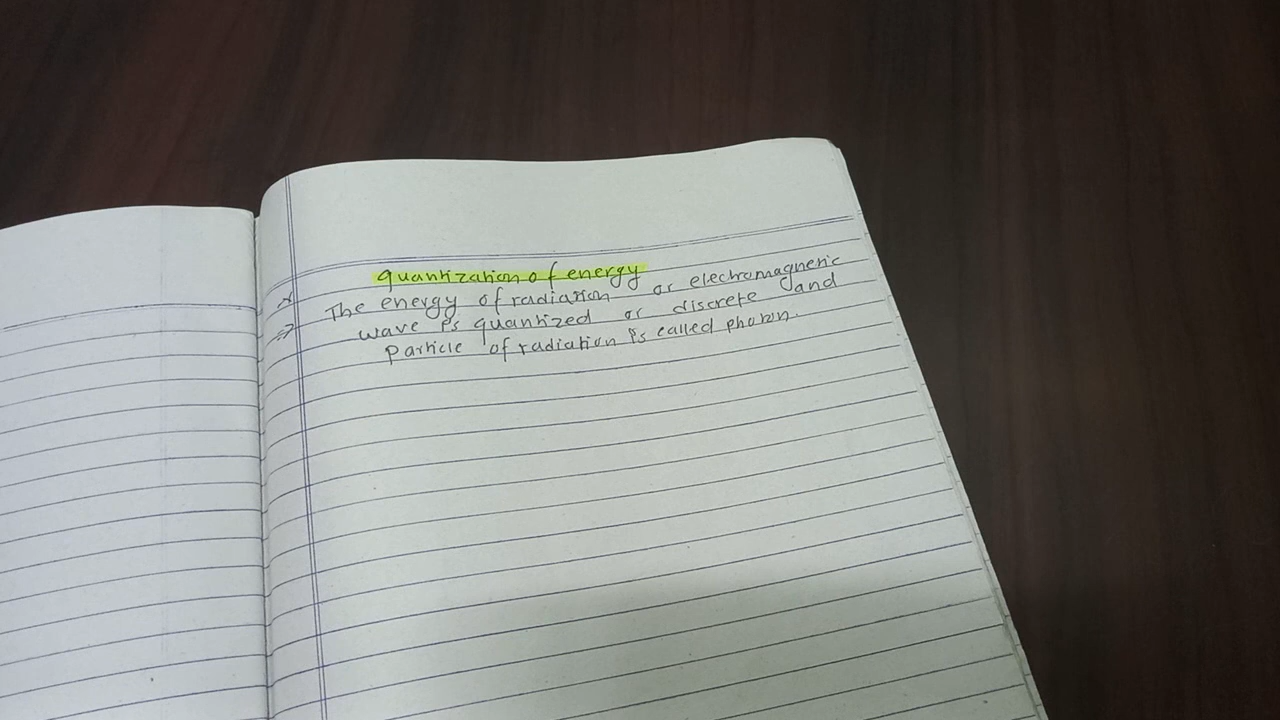 quantization of energy
⇒ The energy of radiation or electromagnetic
wave is quantized or discrete and
particle of radiation is called photon.